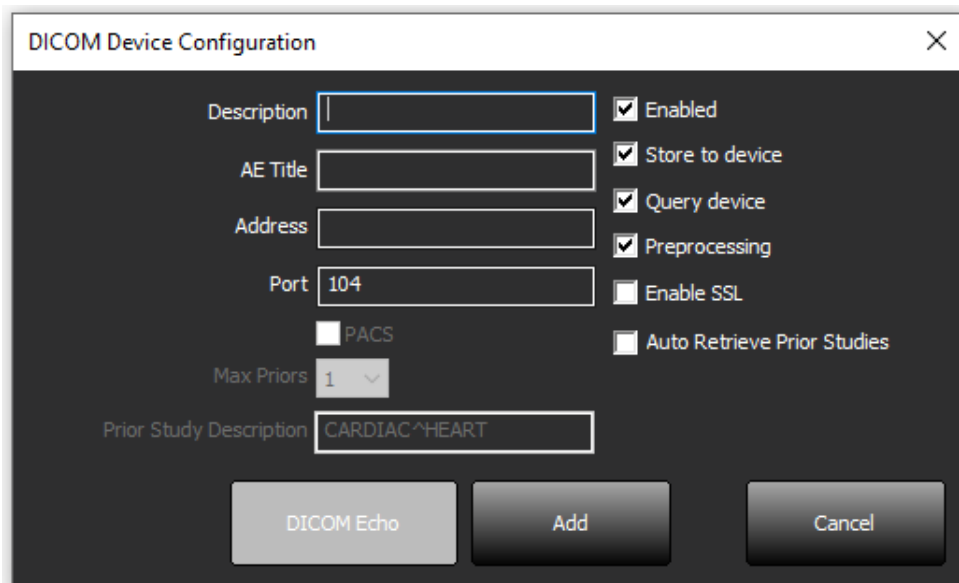 DICOM Device Configuration
Description
Enabled
AE Title
Store to device
Address
Query device
Preprocessing
Port 104
Enable SSL
PACS
Auto Retrieve Prior Studies
Max Priors 1
Prior Study Description CARDIAC^HEART
DICOM Echo
Add
Cancel